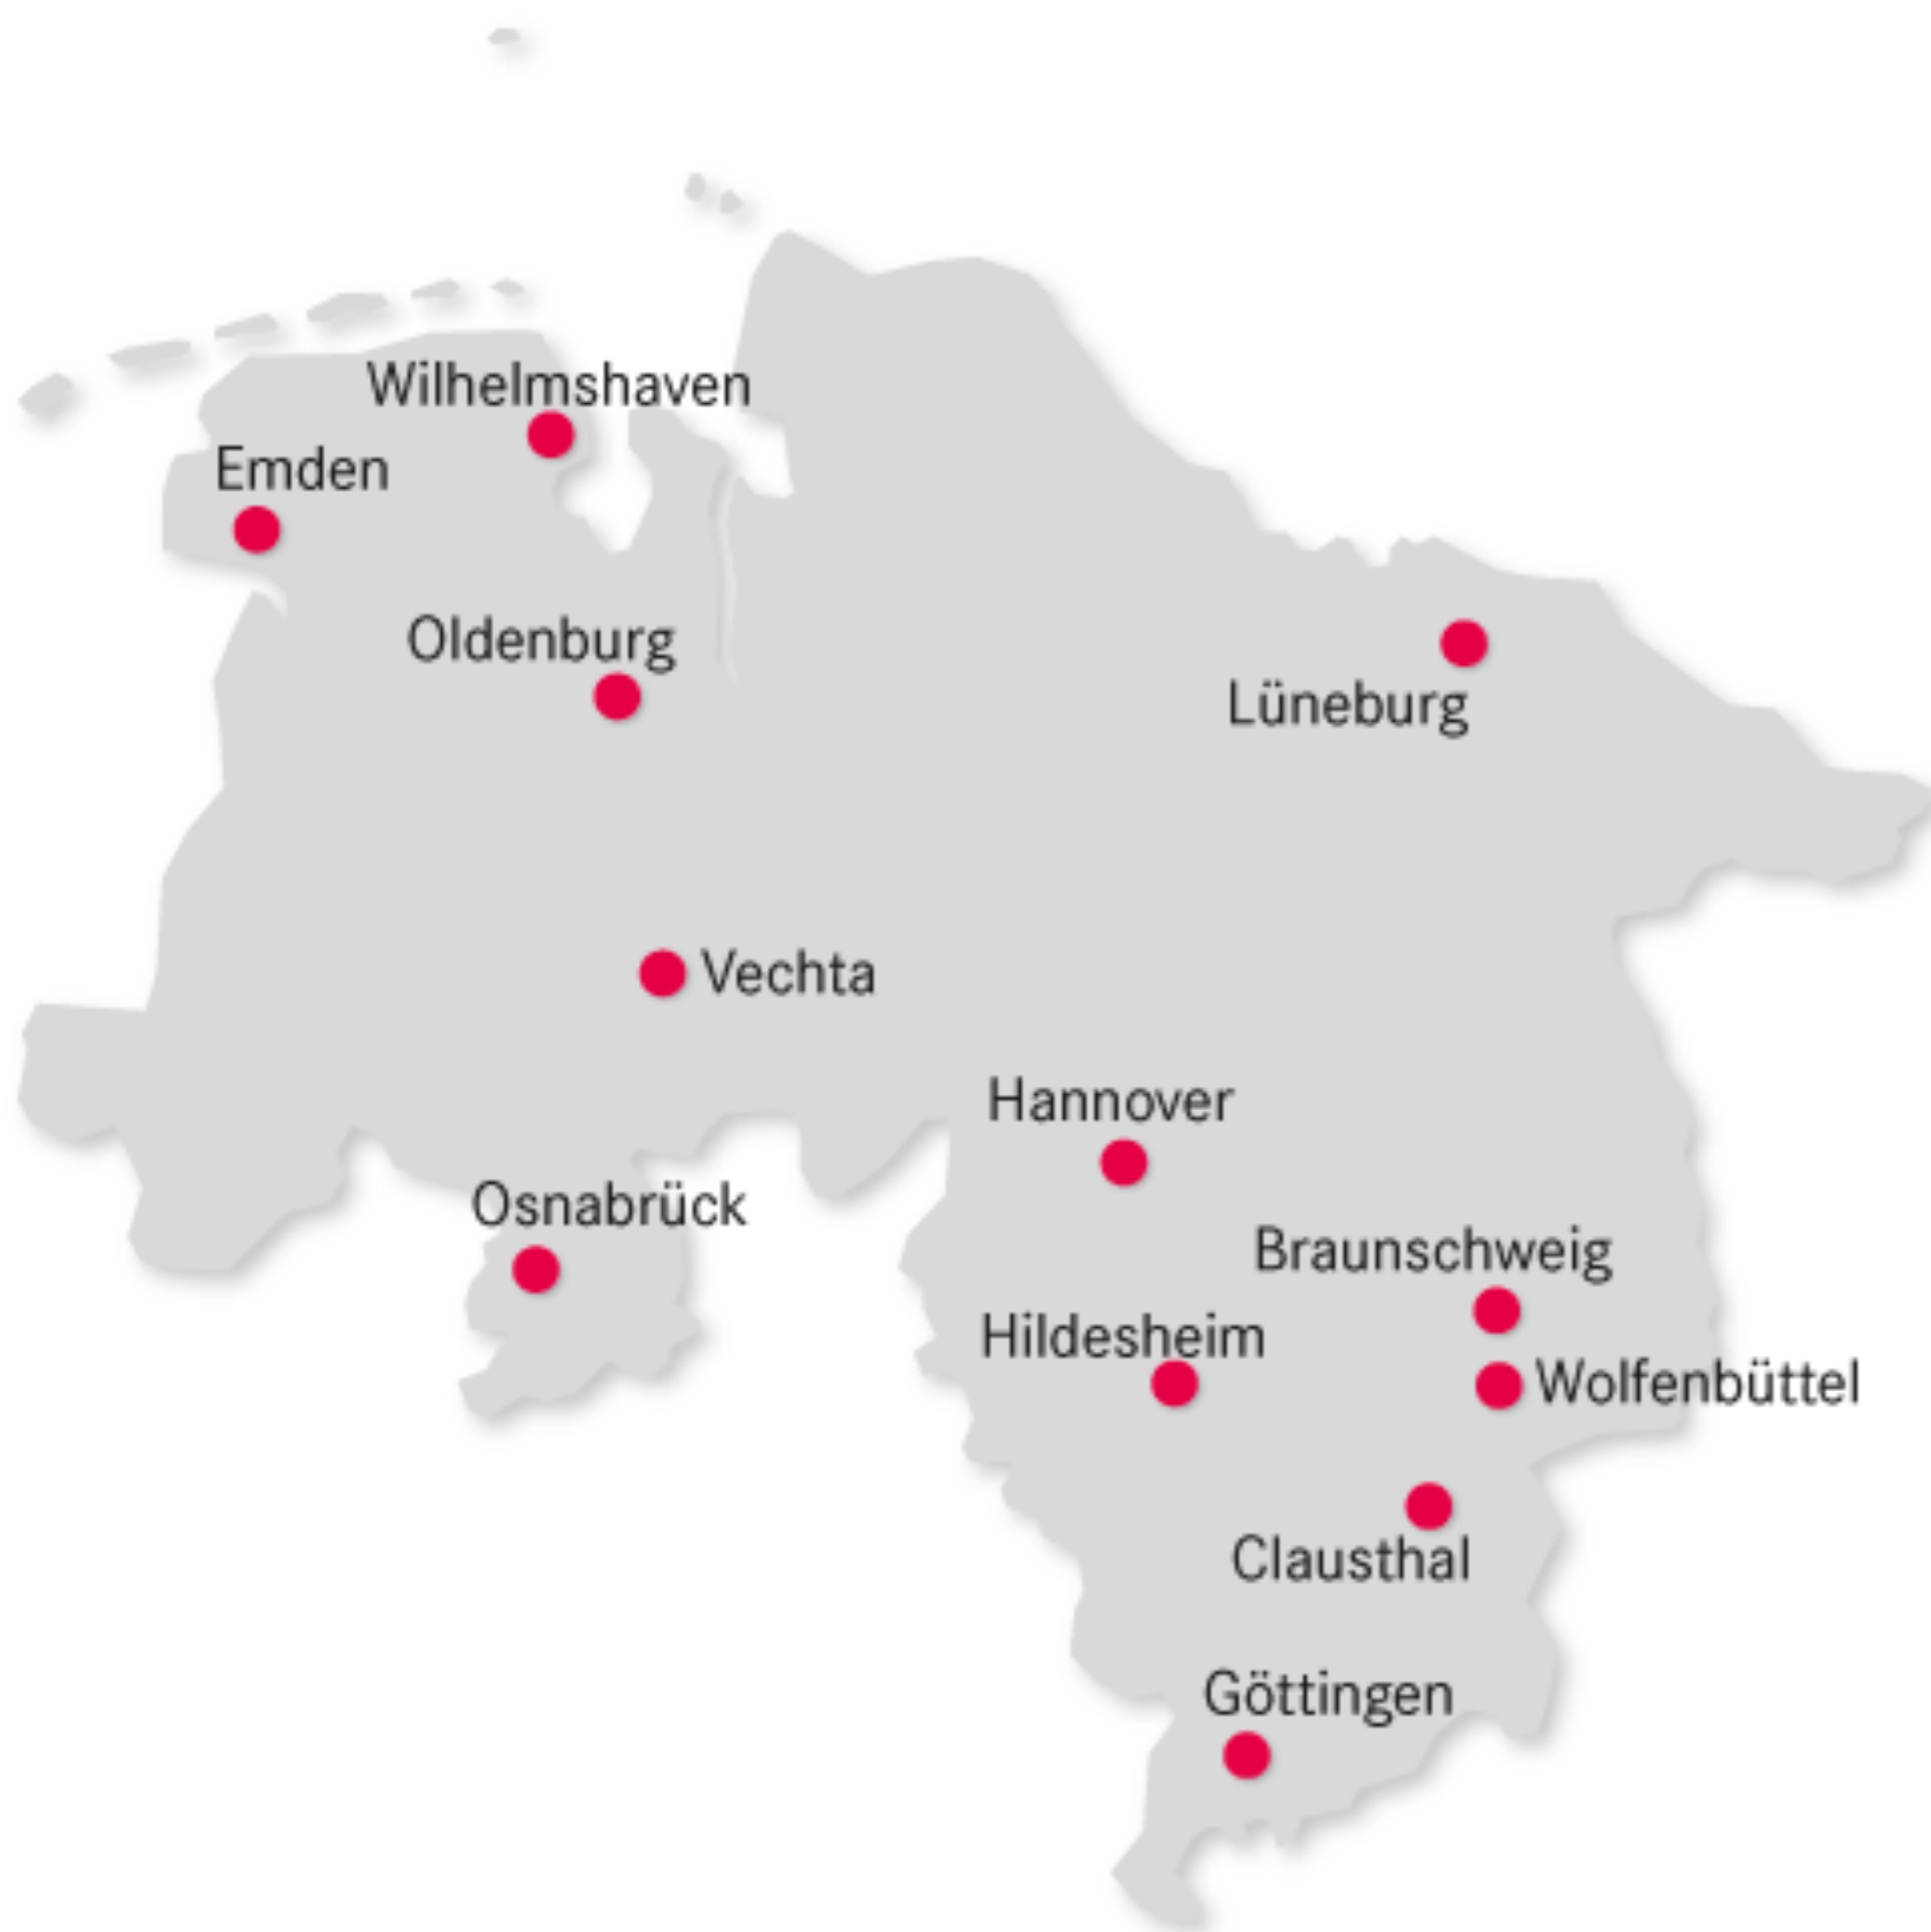 Wilhelmshaven
Emden
Oldenburg
Lüneburg
Vechta
Hannover
Osnabrück
Braunschweig
Hildesheim
Wolfenbüttel
Clausthal
Göttingen